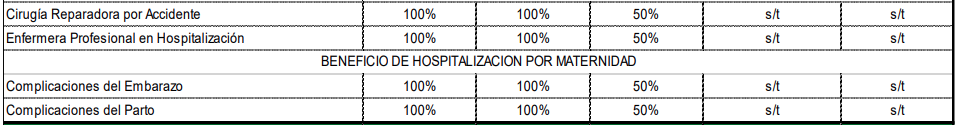 Cirugía Reparadora por Accidente 100% 100% 50% s/t s/t
Enfermera Profesional en Hospitalización 100% 100% 50% s/t s/t
BENEFICIO DE HOSPITALIZACION POR MATERNIDAD
Complicaciones del Embarazo 100% 100% 50% s/t s/t
Complicaciones del Parto 100% 100% 50% s/t s/t